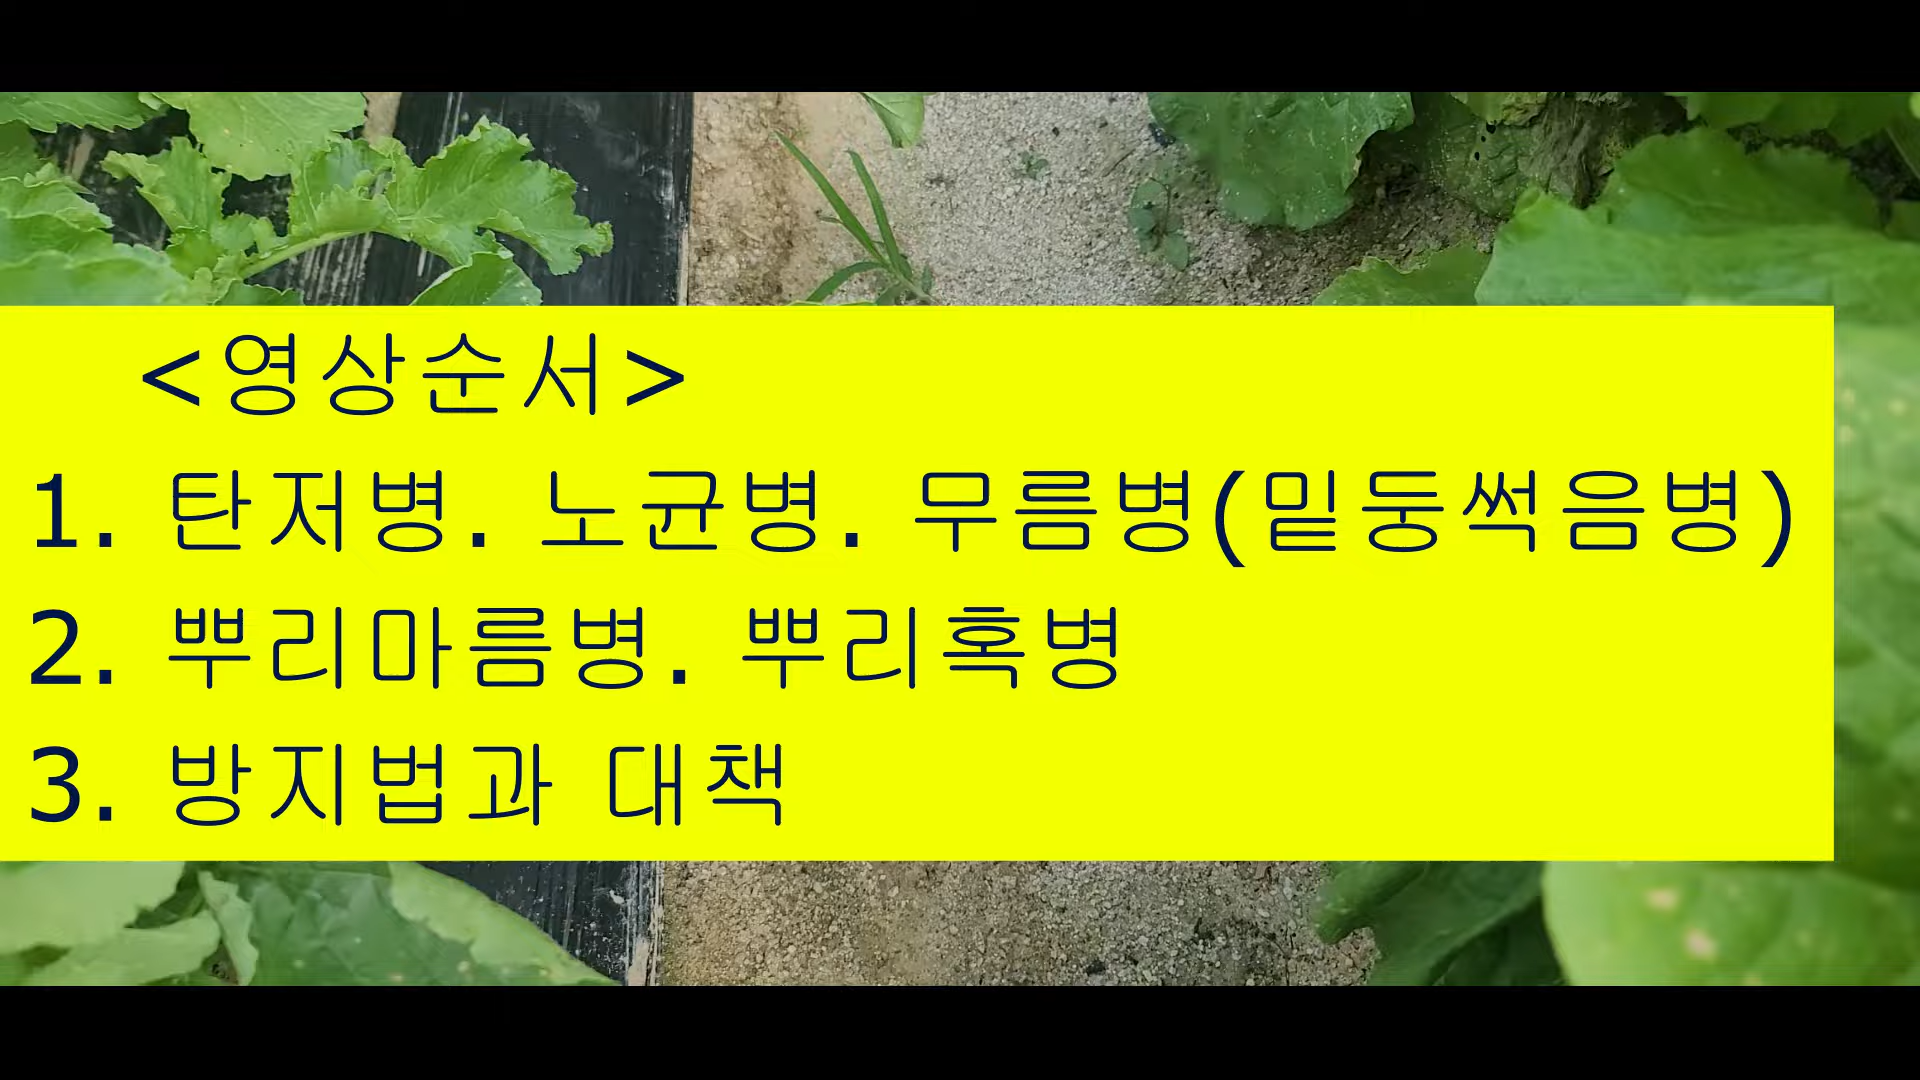 <영상순서>
1. 탄저병. 노균병. 무름병(밑둥썩음병)
2. 뿌리마름병. 뿌리혹병
3. 방지법과 대책